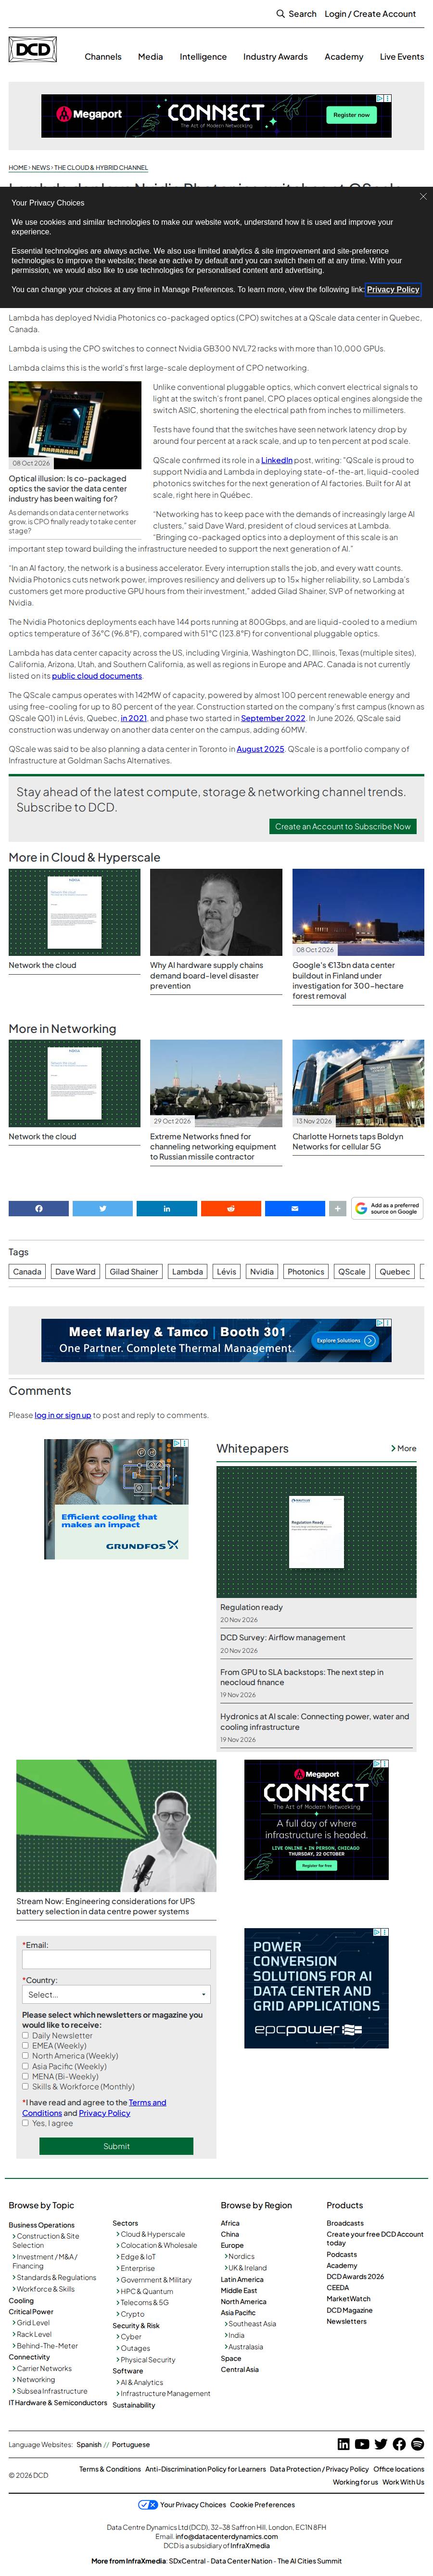 Search Login / Create Account
DCD
Channels Media Intelligence Industry Awards Academy Live Events
Megaport CONNECT The Act of Modern Networking Register now
HOME › NEWS › THE CLOUD & HYBRID CHANNEL
Your Privacy Choices
We use cookies and similar technologies to make our website work, understand how it is used and improve your experience.
Essential technologies are always active. We also use limited analytics & site improvement and site-preference technologies to improve the website; these are active by default and you can switch them off at any time. With your permission, we would also like to use technologies for personalised content and advertising.
You can change your choices at any time in Manage Preferences. To learn more, view the following link: Privacy Policy
Lambda has deployed Nvidia Photonics co-packaged optics (CPO) switches at a QScale data center in Quebec, Canada.
Lambda is using the CPO switches to connect Nvidia GB300 NVL72 racks with more than 10,000 GPUs.
Lambda claims this is the world's first large-scale deployment of CPO networking.
08 Oct 2026
Optical illusion: Is co-packaged optics the savior the data center industry has been waiting for?
As demands on data center networks grow, is CPO finally ready to take center stage?
Unlike conventional pluggable optics, which convert electrical signals to light at the switch's front panel, CPO places optical engines alongside the switch ASIC, shortening the electrical path from inches to millimeters.
Tests have found that the switches have seen network latency drop by around four percent at a rack scale, and up to ten percent at a pod scale.
QScale confirmed its role in a LinkedIn post, writing: "QScale is proud to support Nvidia and Lambda in deploying state-of-the-art, liquid-cooled photonics switches for the next generation of AI factories. Built for AI at scale, right here in Québec.
“Networking has to keep pace with the demands of increasingly large AI clusters,” said Dave Ward, president of cloud services at Lambda. “Bringing co-packaged optics into a deployment of this scale is an important step toward building the infrastructure needed to support the next generation of AI.”
“In an AI factory, the network is a business accelerator. Every interruption stalls the job, and every watt counts. Nvidia Photonics cuts network power, improves resiliency and delivers up to 15x higher reliability, so Lambda's customers get more productive GPU hours from their investment,” added Gilad Shainer, SVP of networking at Nvidia.
The Nvidia Photonics deployments each have 144 ports running at 800Gbps, and are liquid-cooled to a medium optics temperature of 36°C (96.8°F), compared with 51°C (123.8°F) for conventional pluggable optics.
Lambda has data center capacity across the US, including Virginia, Washington DC, Illinois, Texas (multiple sites), California, Arizona, Utah, and Southern California, as well as internationally in Europe and APAC. Canada is not currently listed on its public cloud documents.
The QScale campus operates with 142MW of capacity, powered by almost 100 percent renewable energy and using free-cooling for up to 80 percent of the year. Construction started on the company's first campus (known as QScale Q01) in Lévis, Quebec, in 2021, and phase two started in September 2022. In June 2026, QScale said construction was underway on another data center on the campus, adding 60MW.
QScale was said to be also planning a data center in Toronto in August 2025. QScale is a portfolio company of Infrastructure at Goldman Sachs Alternatives.
Stay ahead of the latest compute, storage & networking channel trends. Subscribe to DCD.
Create an Account to Subscribe Now
More in Cloud & Hyperscale
Network the cloud
Why AI hardware supply chains demand board-level disaster prevention
08 Oct 2026
Google's €13bn data center buildout in Finland under investigation for 300-hectare forest removal
More in Networking
Network the cloud
29 Oct 2026
Extreme Networks fined for channeling networking equipment to Russian missile contractor
13 Nov 2026
Charlotte Hornets taps Boldyn Networks for cellular 5G
Add as a preferred source on Google
Tags
Canada Dave Ward Gilad Shainer Lambda Lévis Nvidia Photonics QScale Quebec
Meet Marley & Tamco | Booth 301
One Partner. Complete Thermal Management.
Explore Solutions
Comments
Please log in or sign up to post and reply to comments.
Efficient cooling that makes an impact
GRUNDFOS
Whitepapers More
Regulation Ready
Regulation ready
20 Nov 2026
DCD Survey: Airflow management
20 Nov 2026
From GPU to SLA backstops: The next step in neocloud finance
19 Nov 2026
Hydronics at AI scale: Connecting power, water and cooling infrastructure
19 Nov 2026
Stream Now: Engineering considerations for UPS battery selection in data centre power systems
Megaport
CONNECT
The Act of Modern Networking
A full day of where infrastructure is headed.
LIVE & IN PERSON, CHICAGO
THURSDAY, 22 OCTOBER
Register for free
*Email:
*Country:
Select...
Please select which newsletters or magazine you would like to receive:
Daily Newsletter
EMEA (Weekly)
North America (Weekly)
Asia Pacific (Weekly)
MENA (Bi-Weekly)
Skills & Workforce (Monthly)
*I have read and agree to the Terms and Conditions and Privacy Policy
Yes, I agree
Submit
POWER CONVERSION SOLUTIONS FOR AI DATA CENTER AND GRID APPLICATIONS
epcpower
Browse by Topic
Business Operations
Construction & Site Selection
Investment / M&A / Financing
Standards & Regulations
Workforce & Skills
Cooling
Critical Power
Grid Level
Rack Level
Behind-The-Meter
Connectivity
Carrier Networks
Networking
Subsea Infrastructure
IT Hardware & Semiconductors
Sectors
Cloud & Hyperscale
Colocation & Wholesale
Edge & IoT
Enterprise
Government & Military
HPC & Quantum
Telecoms & 5G
Crypto
Security & Risk
Cyber
Outages
Physical Security
Software
AI & Analytics
Infrastructure Management
Sustainability
Browse by Region
Africa
China
Europe
Nordics
UK & Ireland
Latin America
Middle East
North America
Asia Pacific
Southeast Asia
India
Australasia
Space
Central Asia
Products
Broadcasts
Create your free DCD Account today
Podcasts
Academy
DCD Awards 2026
CEEDA
MarketWatch
DCD Magazine
Newsletters
Language Websites: Spanish // Portuguese
© 2026 DCD
Terms & Conditions Anti-Discrimination Policy for Learners Data Protection / Privacy Policy Office locations
Working for us Work With Us
Your Privacy Choices Cookie Preferences
Data Centre Dynamics Ltd (DCD), 32-38 Saffron Hill, London, EC1N 8FH
Email. info@datacenterdynamics.com
DCD is a subsidiary of InfraXmedia
More from InfraXmedia: SDxCentral - Data Center Nation - The AI Cities Summit